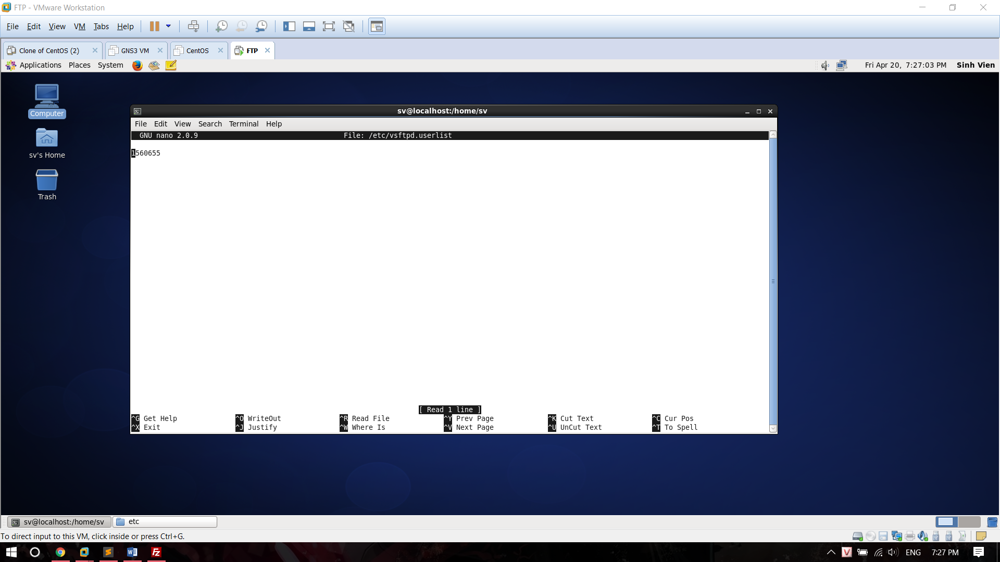 FTP - VMware Workstation
File Edit View VM Tabs Help
Clone of CentOS (2) GNS3 VM CentOS FTP
Applications Places System Fri Apr 20, 7:27:03 PM Sinh Vien
Computer
sv's Home
Trash
sv@localhost:/home/sv
File Edit View Search Terminal Help
GNU nano 2.0.9 File: /etc/vsftpd.userlist
1560655
[ Read 1 line ]
^G Get Help ^O WriteOut ^R Read File ^Y Prev Page ^K Cut Text ^C Cur Pos
^X Exit ^J Justify ^W Where Is ^V Next Page ^U UnCut Text ^T To Spell
sv@localhost:/home/sv etc
To direct input to this VM, click inside or press Ctrl+G.
ENG 7:27 PM